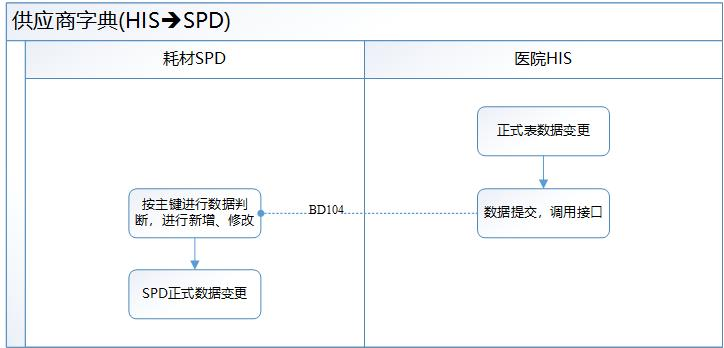 供应商字典(HIS➔SPD)
耗材SPD
医院HIS
正式表数据变更
按主键进行数据判
断，进行新增、修改
BD104
数据提交，调用接口
SPD正式数据变更